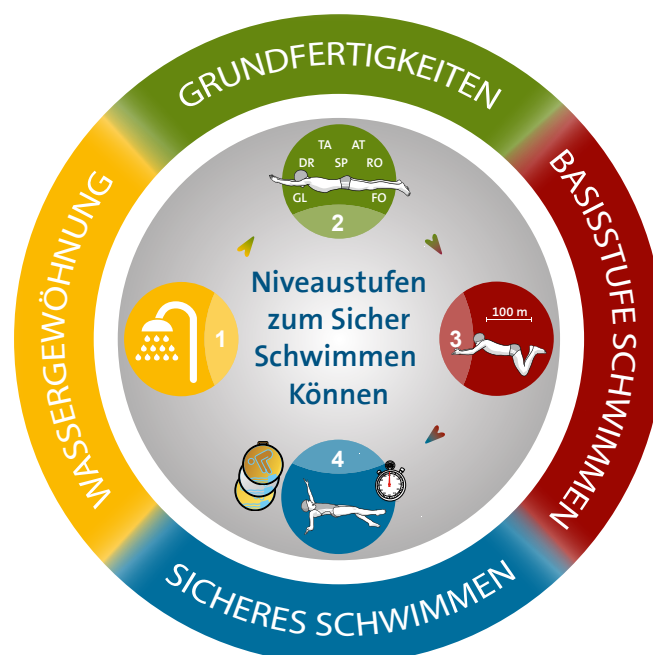 GRUNDFERTIGKEITEN
TA AT
DR SP RO
GL FO
2
WASSERGEWÖHNUNG
1
Niveaustufen
zum Sicher
Schwimmen
Können
3
100 m
BASISSTUFE SCHWIMMEN
4
SICHERES SCHWIMMEN